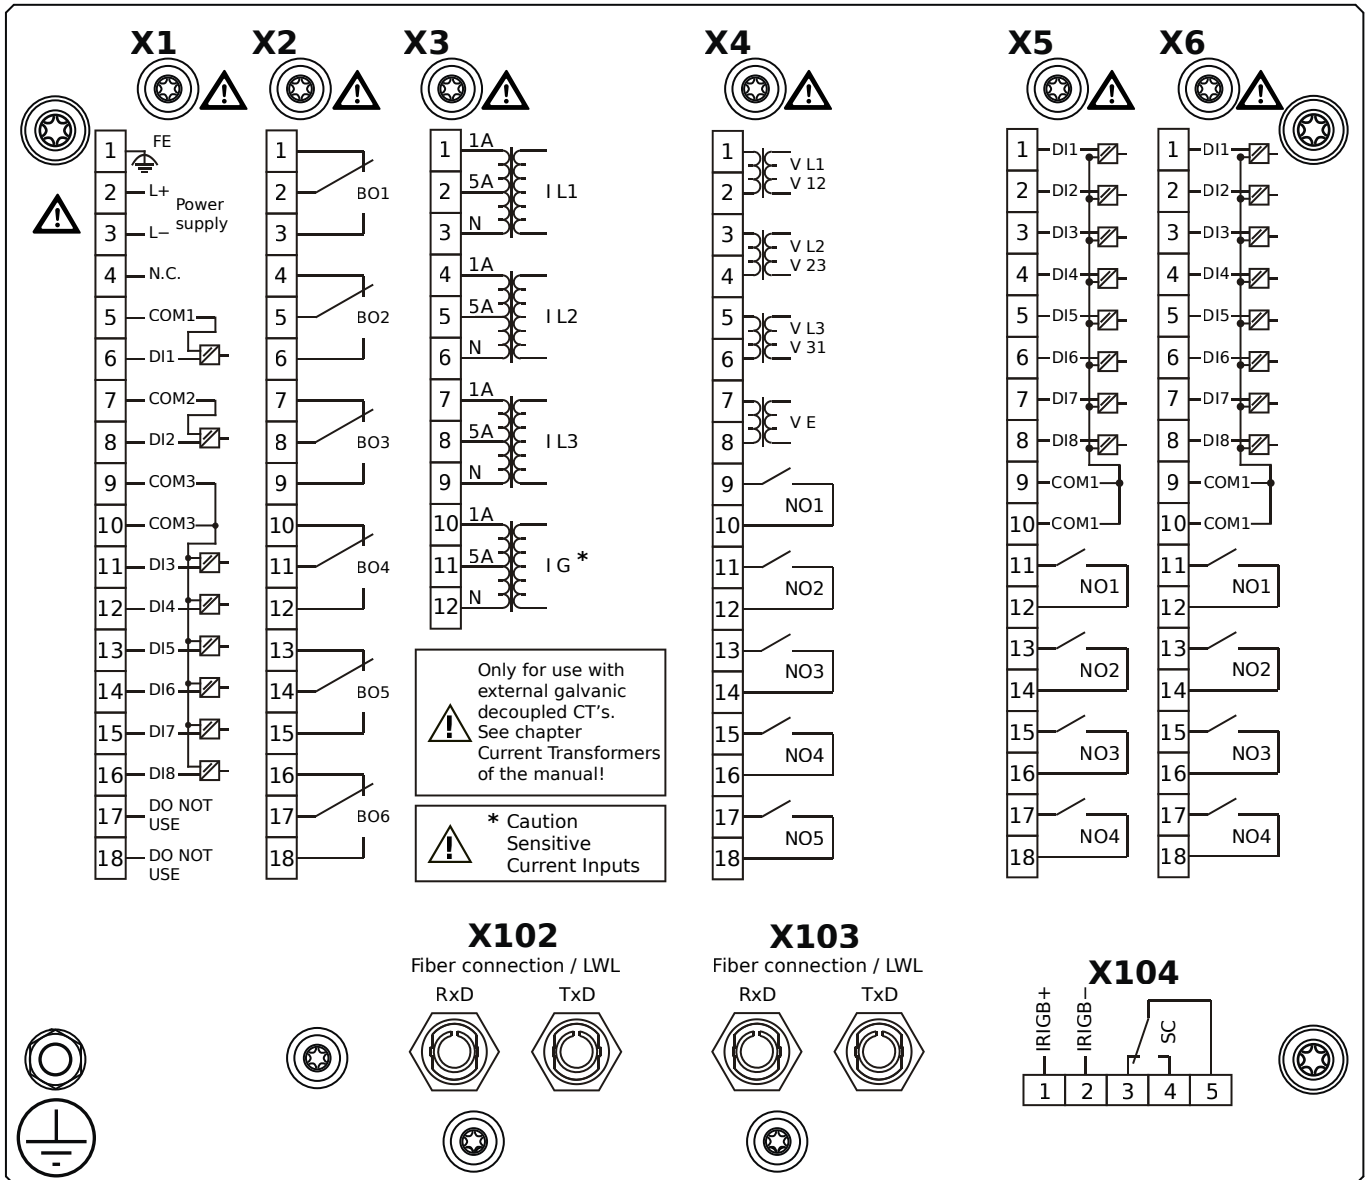 X1
X2
X3
X4
X5
X6
1 FE
2 L+
Power
supply
3 L−
4 N.C.
5 COM1
6 DI1
7 COM2
8 DI2
9 COM3
10 COM3
11 DI3
12 DI4
13 DI5
14 DI6
15 DI7
16 DI8
17 DO NOT
USE
18 DO NOT
USE
1
2 BO1
3
4
5 BO2
6
7
8 BO3
9
10
11 BO4
12
13
14 BO5
15
16
17 BO6
18
1 1A
2 5A I L1
3 N
4 1A
5 5A I L2
6 N
7 1A
8 5A I L3
9 N
10 1A
11 5A I G *
12 N
Only for use with
external galvanic
decoupled CT's.
See chapter
Current Transformers
of the manual!
* Caution
Sensitive
Current Inputs
1 V L1
2 V 12
3 V L2
4 V 23
5 V L3
6 V 31
7
V E
8
9
NO1
10
11
NO2
12
13
NO3
14
15
NO4
16
17
NO5
18
1 DI1
2 DI2
3 DI3
4 DI4
5 DI5
6 DI6
7 DI7
8 DI8
9 COM1
10 COM1
11
NO1
12
13
NO2
14
15
NO3
16
17
NO4
18
1 DI1
2 DI2
3 DI3
4 DI4
5 DI5
6 DI6
7 DI7
8 DI8
9 COM1
10 COM1
11
NO1
12
13
NO2
14
15
NO3
16
17
NO4
18
X102
Fiber connection / LWL
RxD TxD
X103
Fiber connection / LWL
RxD TxD
X104
IRIGB+
IRIGB−
SC
1 2 3 4 5